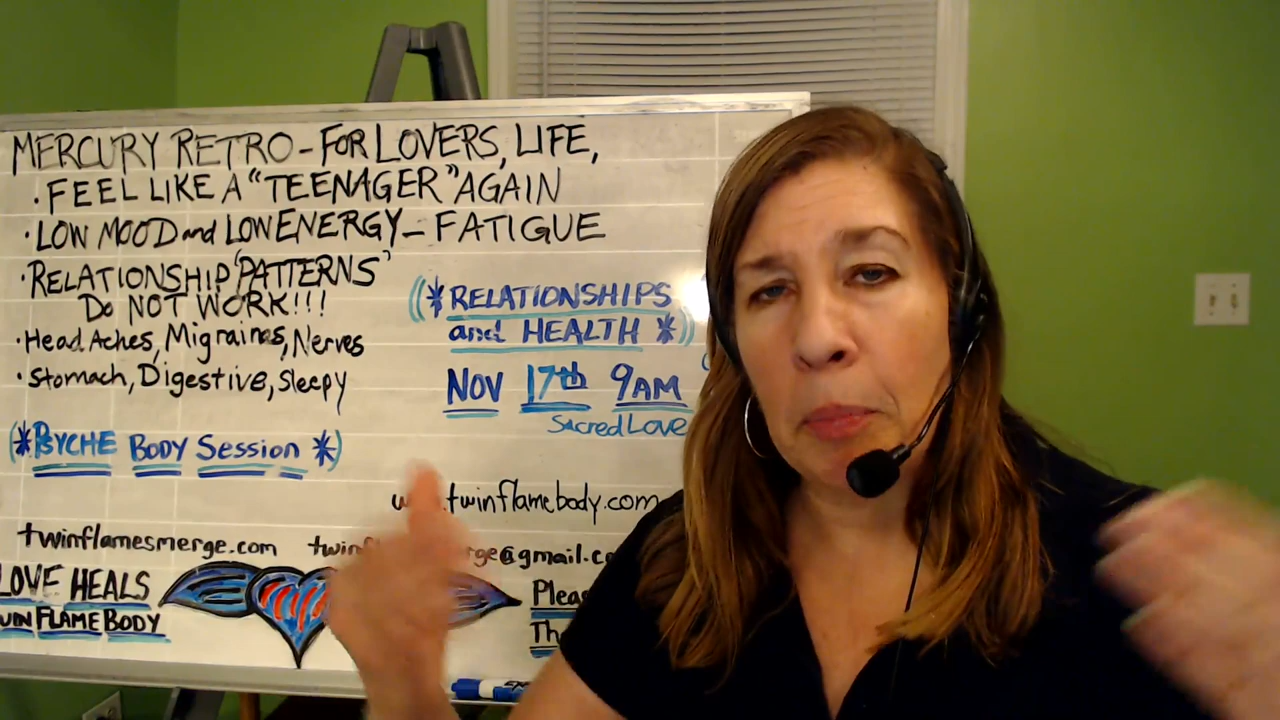 MERCURY RETRO - FOR LOVERS, LIFE,
• FEEL LIKE A "TEENAGER" AGAIN
• LOW MOOD and LOW ENERGY - FATIGUE
• RELATIONSHIP 'PATTERNS'
Do NOT WORK!!!
• Head Aches, Migraines, Nerves
• Stomach, Digestive, Sleepy
((* RELATIONSHIPS
and HEALTH *))
NOV 17th 9AM
Sacred Love
(* PSYCHE BODY Session *)
twinflamebody.com
twinflamesmerge.com
LOVE HEALS
FLAME BODY